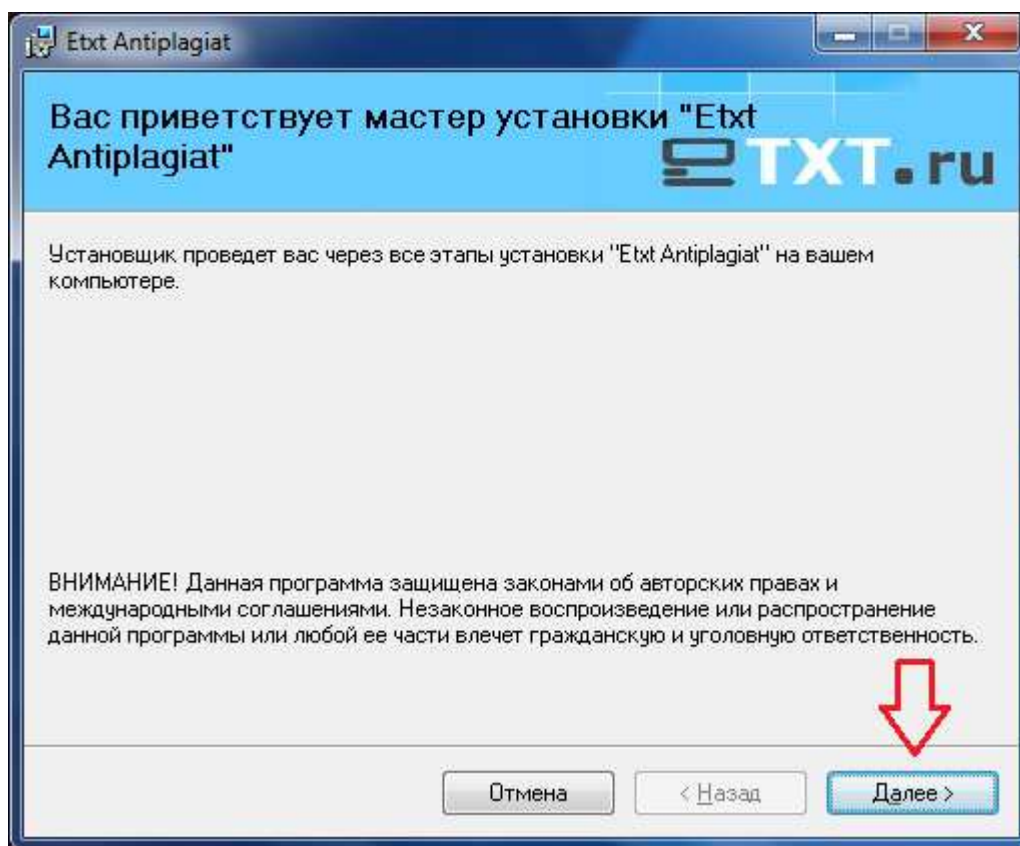 Etxt Antiplagiat
Вас приветствует мастер установки "Etxt
Antiplagiat"
eTXT.ru
Установщик проведет вас через все этапы установки "Etxt Antiplagiat" на вашем
компьютере.
ВНИМАНИЕ! Данная программа защищена законами об авторских правах и
международными соглашениями. Незаконное воспроизведение или распространение
данной программы или любой ее части влечет гражданскую и уголовную ответственность.
Отмена
< Назад
Далее >